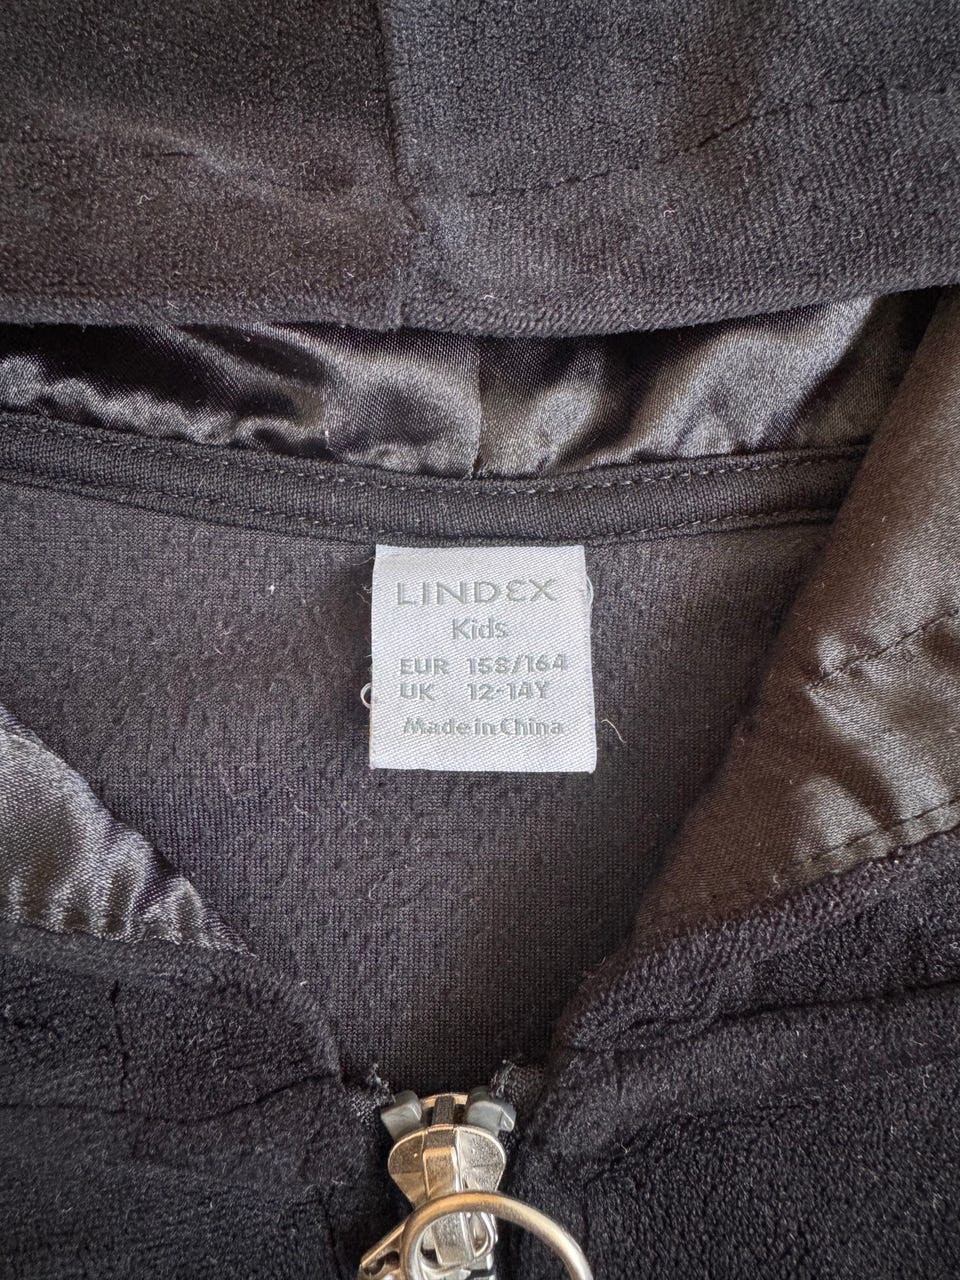 LINDEX
Kids
EUR 158/164
UK 12-14Y
Made in China